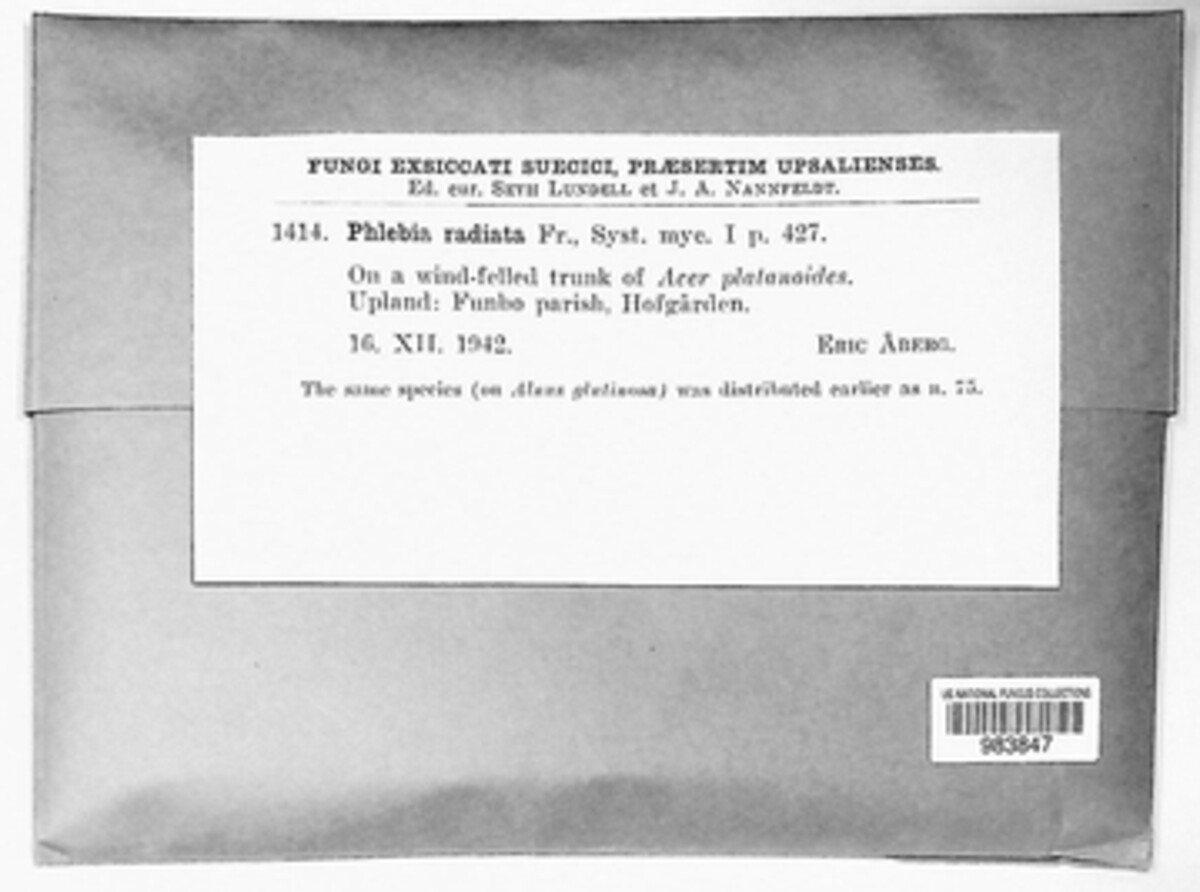 FUNGI EXSICCATI SUECICI, PRÆSERTIM UPSALIENSES.
Ed. cur. SETH LUNDELL et J. A. NANNFELDT.
1414. Phlebia radiata Fr., Syst. myc. I p. 427.
On a wind-felled trunk of Acer platanoides.
Upland: Funbo parish, Hofgården.
16. XII. 1942. ERIC ÅBERG.
The same species (on Alnus glutinosa) was distributed earlier as n. 75.
US NATIONAL FUNGUS COLLECTIONS
983847